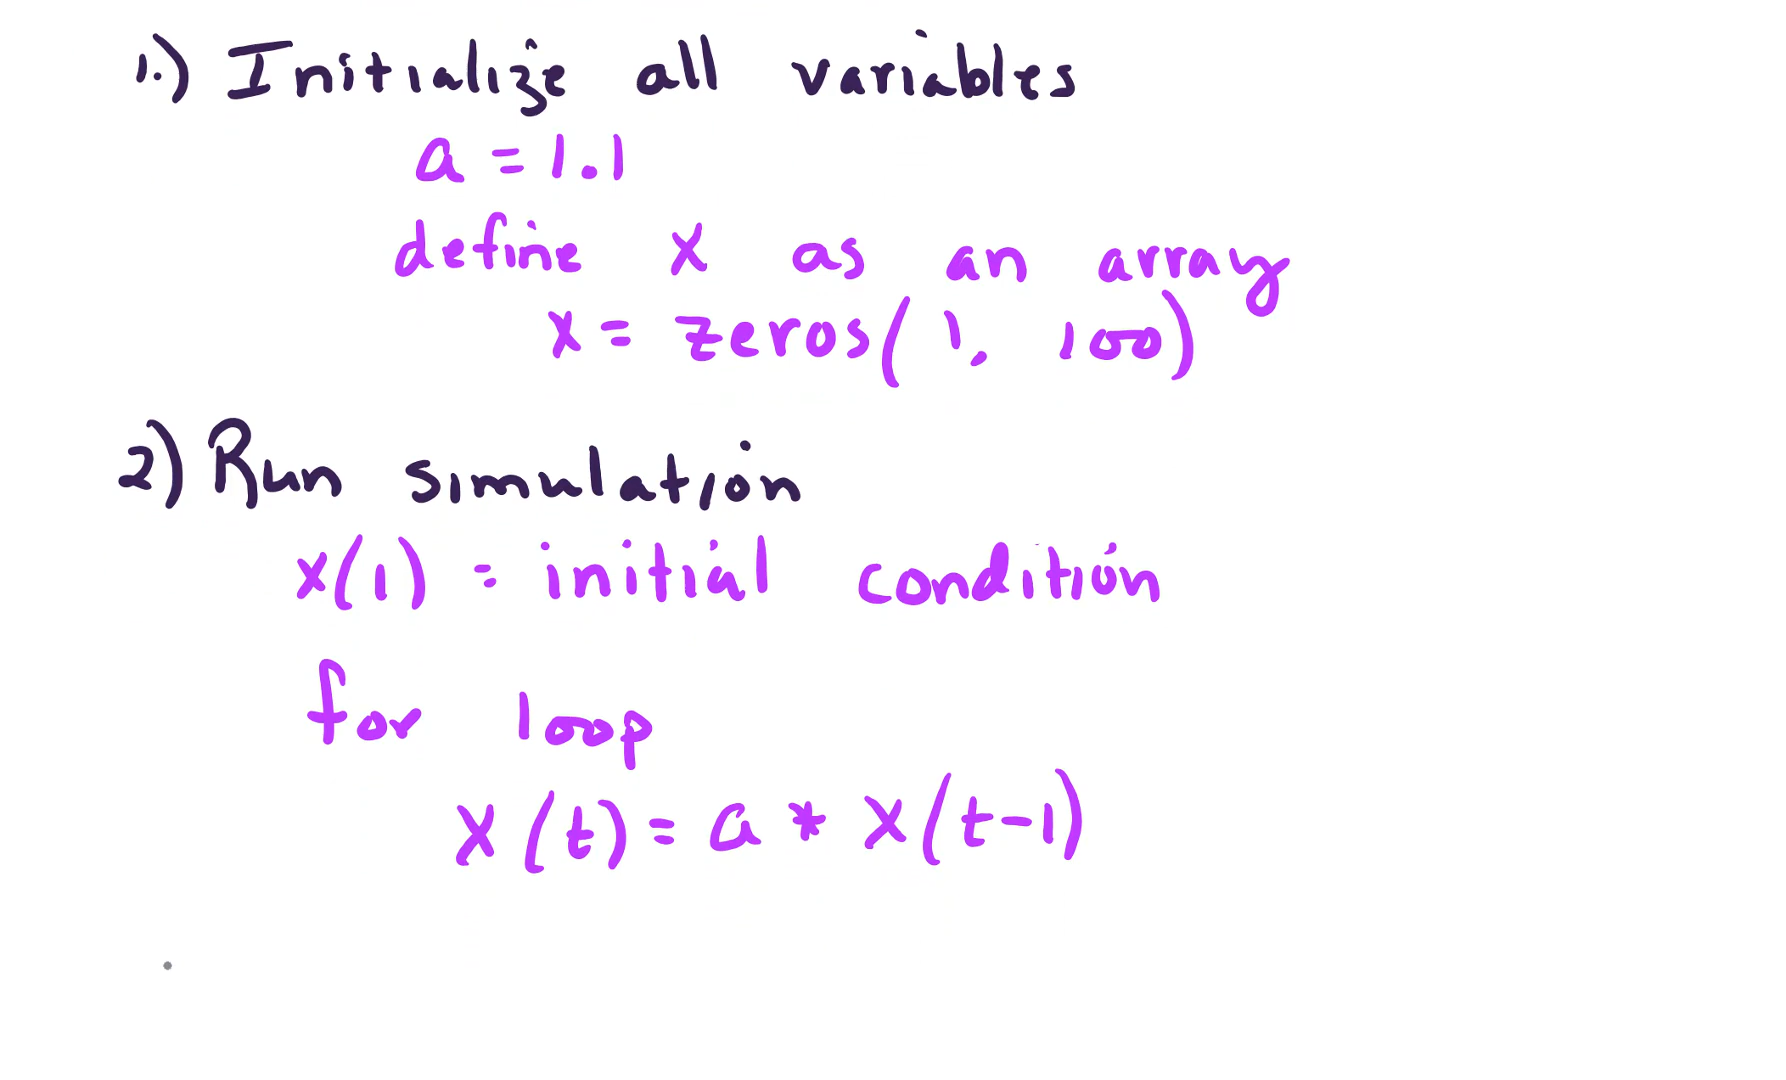 1.) Initialize all variables
a = 1.1
define x as an array
x = zeros(1, 100)
2) Run simulation
x(1) = initial condition
for loop
x(t) = a * x(t-1)